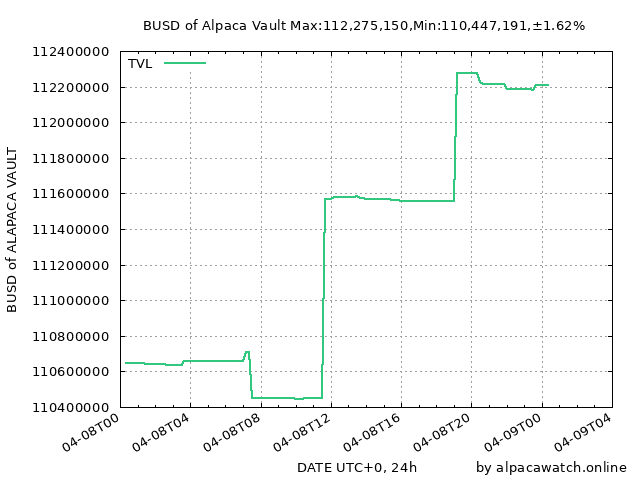 BUSD of Alpaca Vault Max:112,275,150,Min:110,447,191,±1.62%
TVL
112400000
112200000
112000000
111800000
111600000
111400000
111200000
111000000
110800000
110600000
110400000
BUSD of ALAPACA VAULT
04-08T00
04-08T04
04-08T08
04-08T12
04-08T16
04-08T20
04-09T00
04-09T04
DATE UTC+0, 24h
by alpacawatch.online